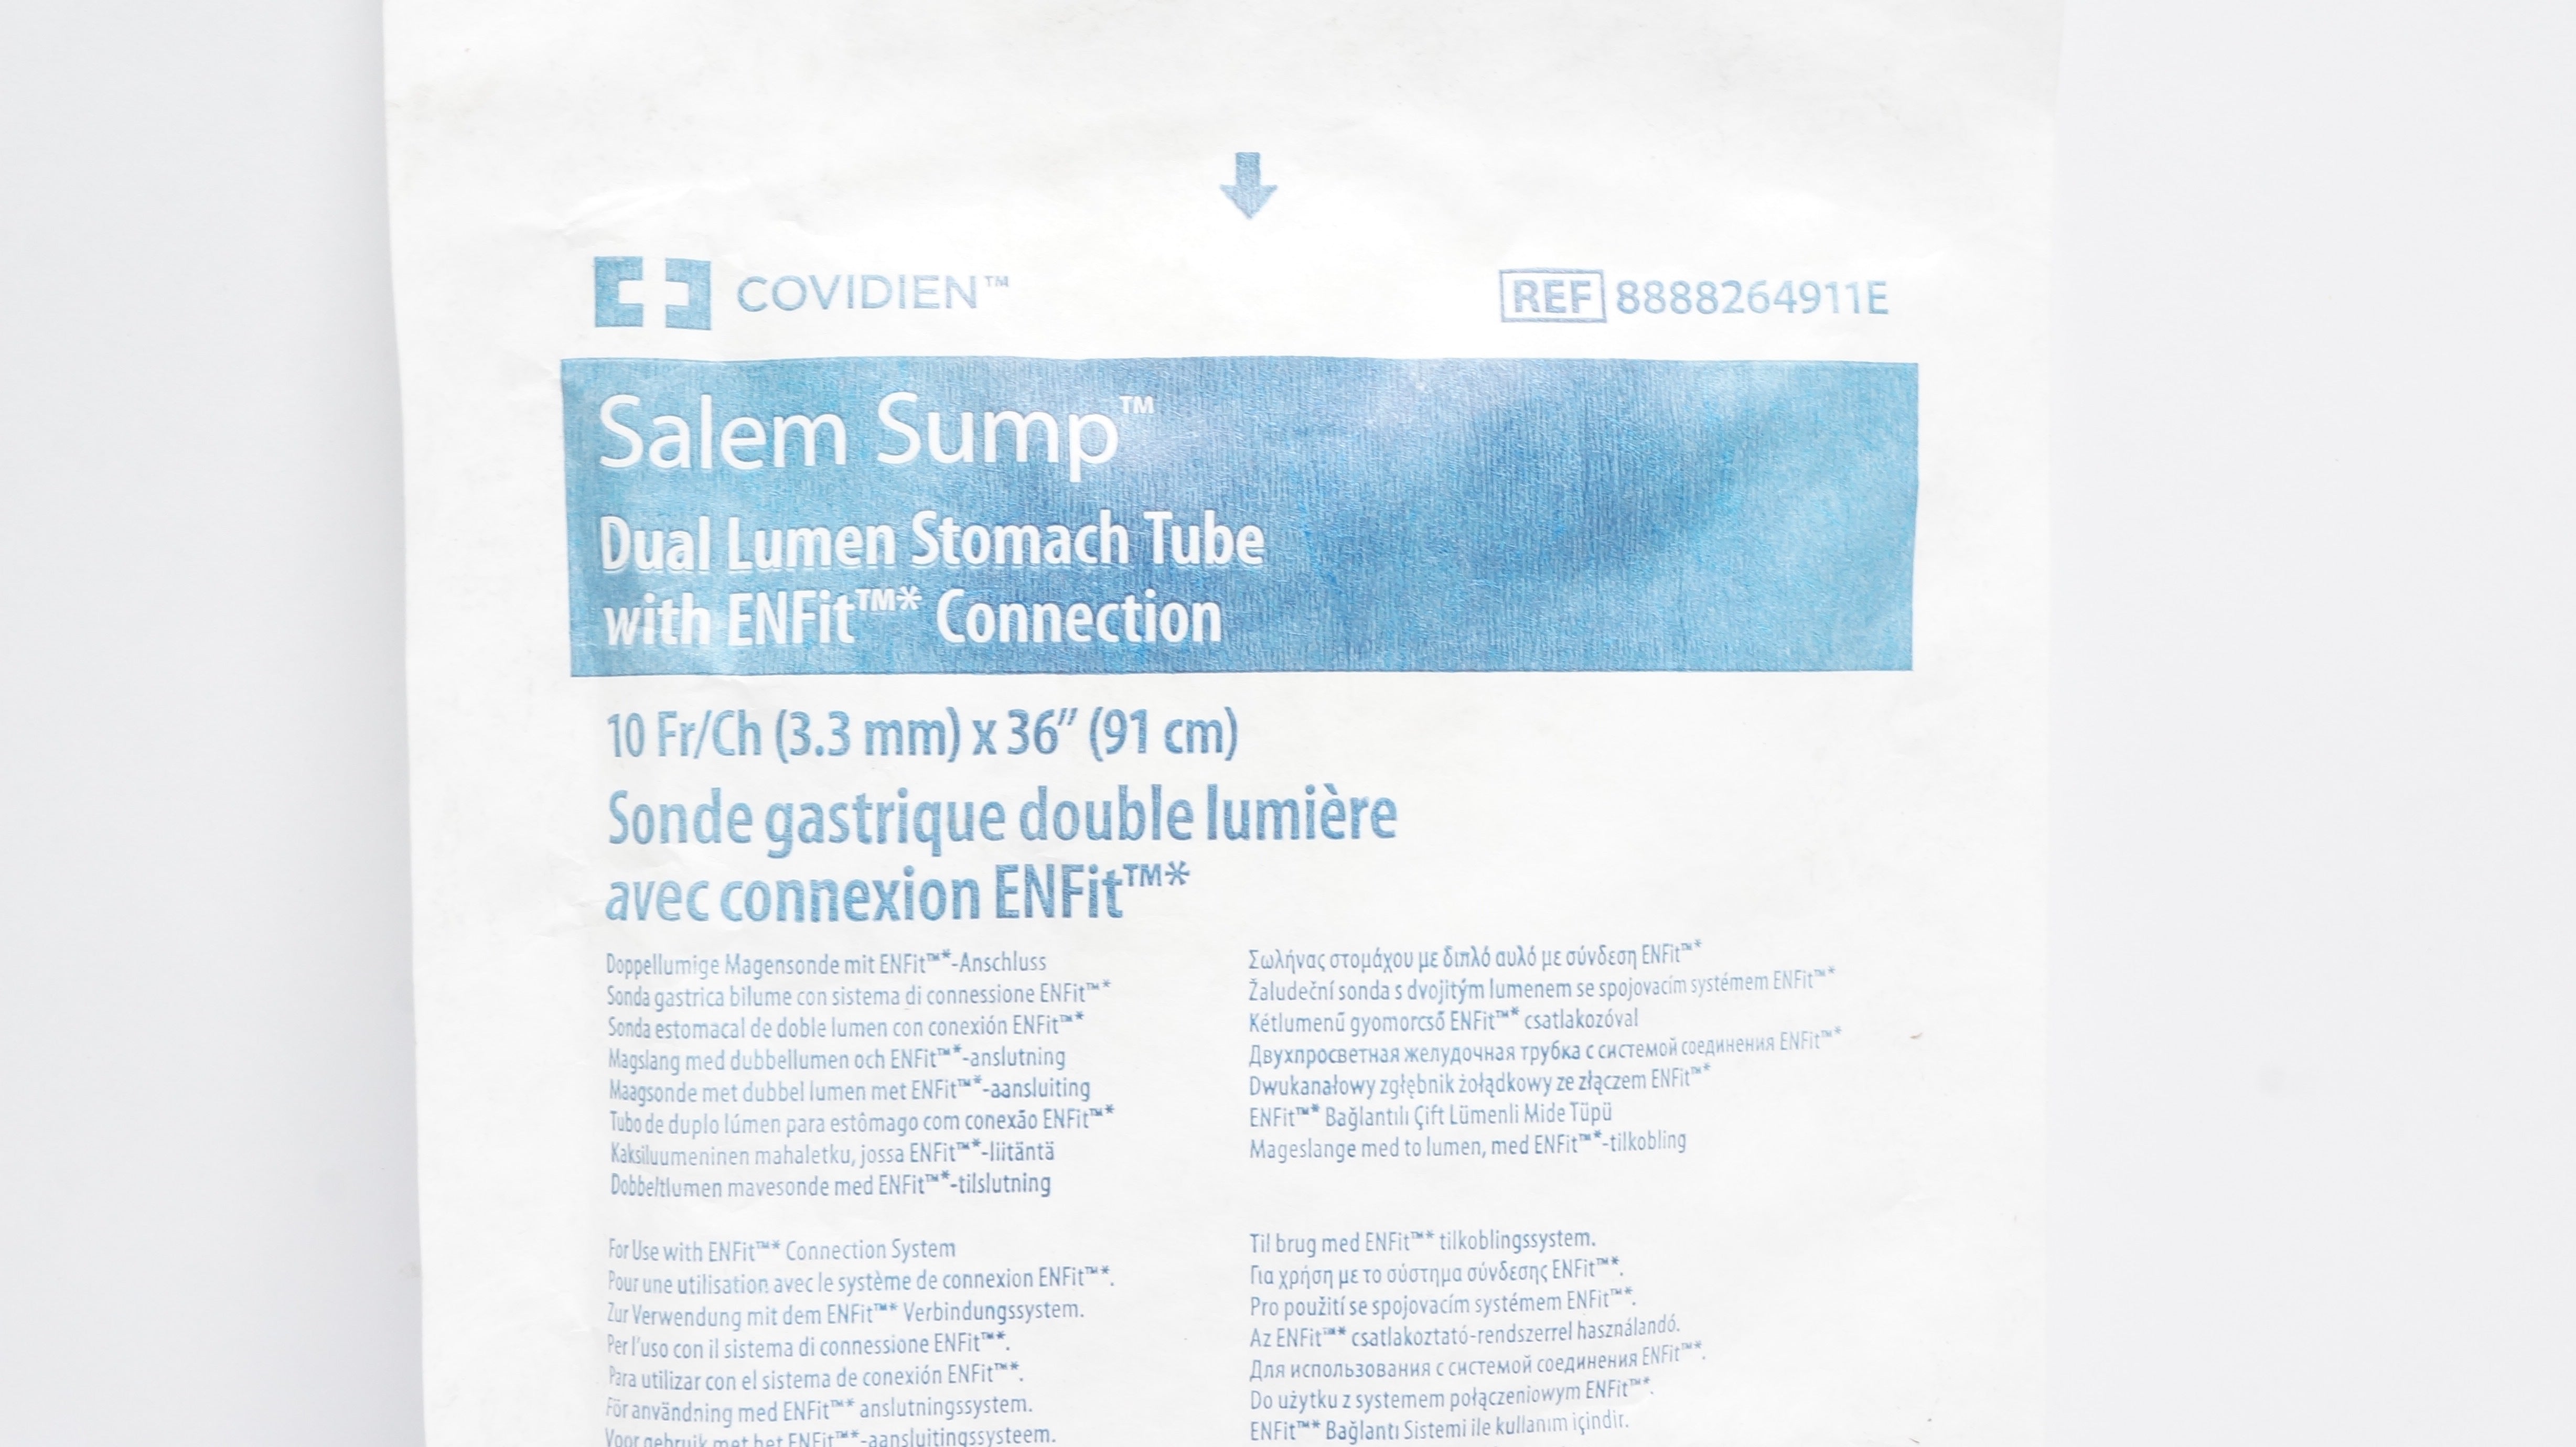 COVIDIEN™
REF 8888264911E
Salem Sump™
Dual Lumen Stomach Tube
with ENFit™* Connection
10 Fr/Ch (3.3 mm) x 36” (91 cm)
Sonde gastrique double lumière
avec connexion ENFit™*
Doppellumige Magensonde mit ENFit™*-Anschluss
Sonda gastrica bilume con sistema di connessione ENFit™*
Sonda estomacal de doble lumen con conexión ENFit™*
Magslang med dubbellumen och ENFit™*-anslutning
Maagsonde met dubbel lumen met ENFit™*-aansluiting
Tubo de duplo lúmen para estômago com conexão ENFit™*
Kaksiluumeninen mahaletku, jossa ENFit™*-liitäntä
Dobbeltlumen mavesonde med ENFit™*-tilslutning
Σωλήνας στομάχου με διπλό αυλό με σύνδεση ENFit™*
Žaludeční sonda s dvojitým lumenem se spojovacím systémem ENFit™*
Kétlumenű gyomorcső ENFit™* csatlakozóval
Двухпросветная желудочная трубка с системой соединения ENFit™*
Dwukanałowy zgłębnik żołądkowy ze złączem ENFit™*
ENFit™* Bağlantılı Çift Lümenli Mide Tüpü
Mageslange med to lumen, med ENFit™*-tilkobling
For Use with ENFit™* Connection System
Pour une utilisation avec le système de connexion ENFit™*.
Zur Verwendung mit dem ENFit™* Verbindungssystem.
Per l'uso con il sistema di connessione ENFit™*.
Para utilizar con el sistema de conexión ENFit™*.
För användning med ENFit™* anslutningssystem.
Voor gebruik met het ENFit™*-aansluitingssysteem.
Til brug med ENFit™* tilkoblingssystem.
Για χρήση με το σύστημα σύνδεσης ENFit™*.
Pro použití se spojovacím systémem ENFit™*.
Az ENFit™* csatlakoztató-rendszerrel használandó.
Для использования с системой соединения ENFit™*.
Do użytku z systemem połączeniowym ENFit™*.
ENFit™* Bağlantı Sistemi ile kullanım içindir.